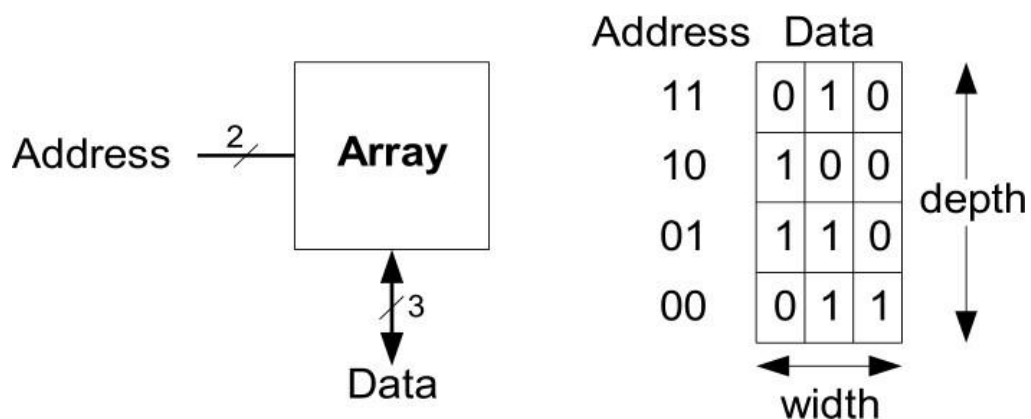 Address
2
Array
3
Data
Address Data
11 0 1 0
10 1 0 0
01 1 1 0
00 0 1 1
depth
width